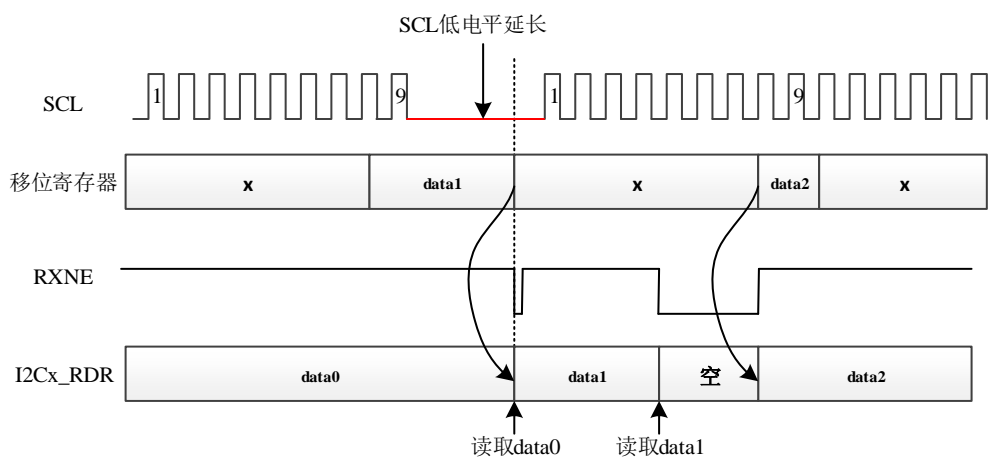 SCL低电平延长
SCL 1 9 1 9
移位寄存器 x data1 x data2 x
RXNE
I2Cx_RDR data0 data1 空 data2
读取data0 读取data1